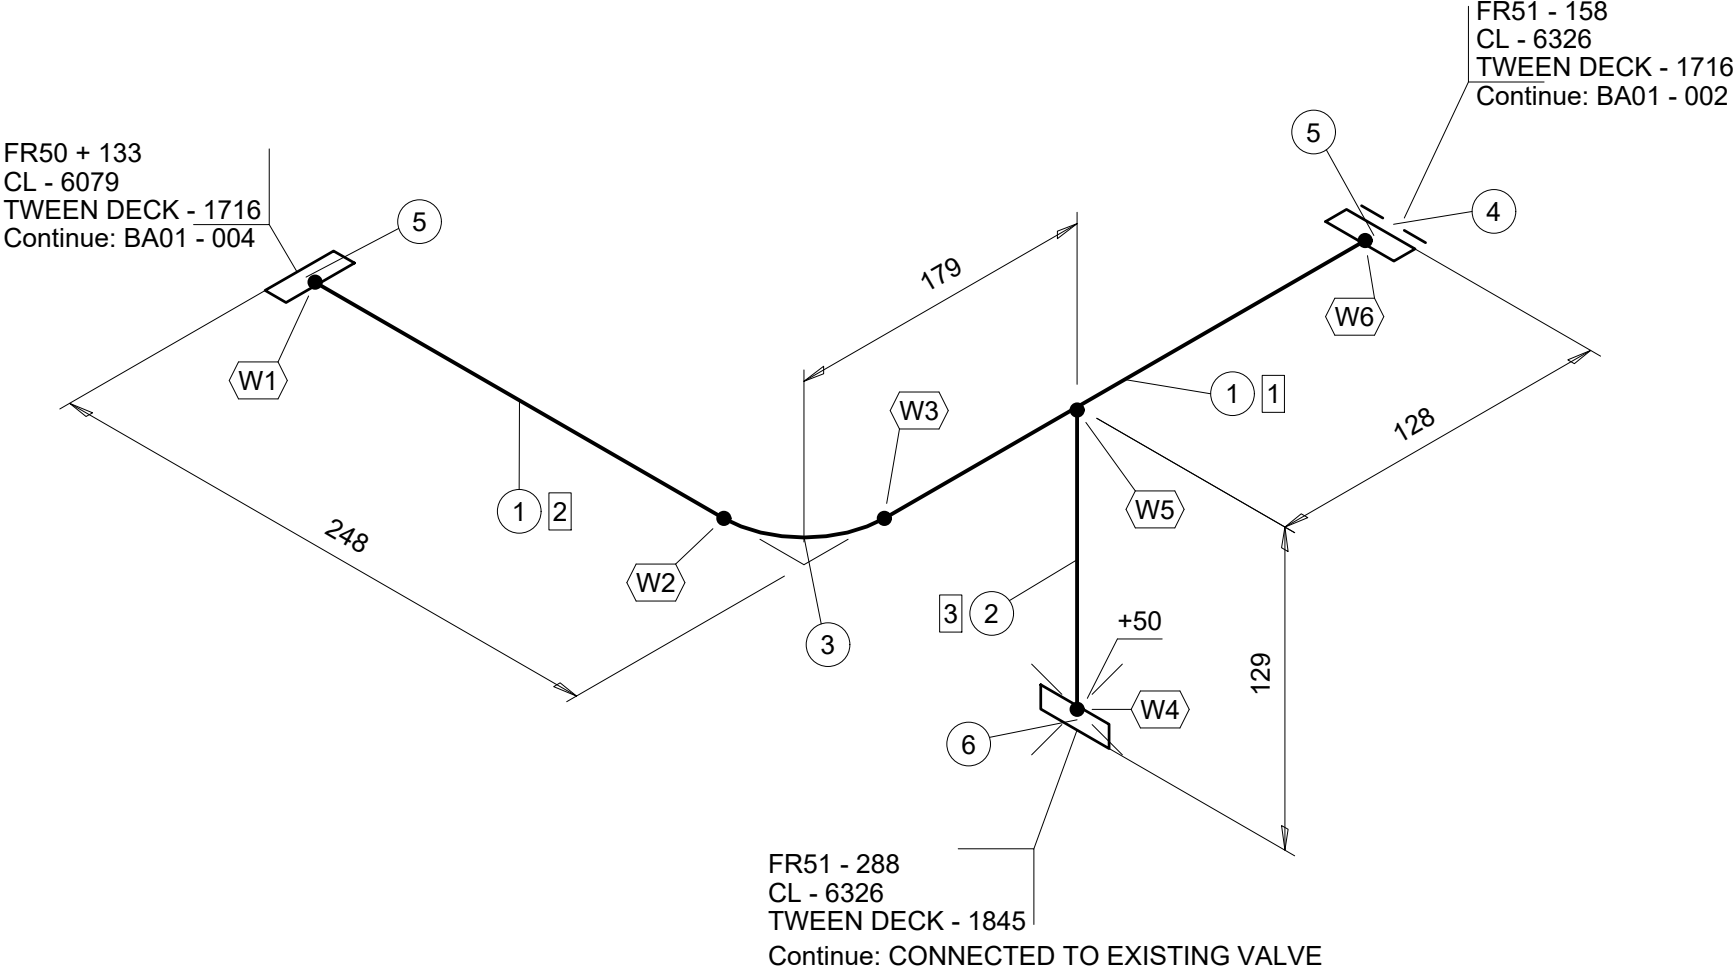 FR51 - 158
CL - 6326
TWEEN DECK - 1716
Continue: BA01 - 002
FR50 + 133
CL - 6079
TWEEN DECK - 1716
Continue: BA01 - 004
5
5
4
179
W1
W6
W3
1 1
128
1 2
W5
248
W2
3
3 2
+50
129
W4
6
FR51 - 288
CL - 6326
TWEEN DECK - 1845
Continue: CONNECTED TO EXISTING VALVE